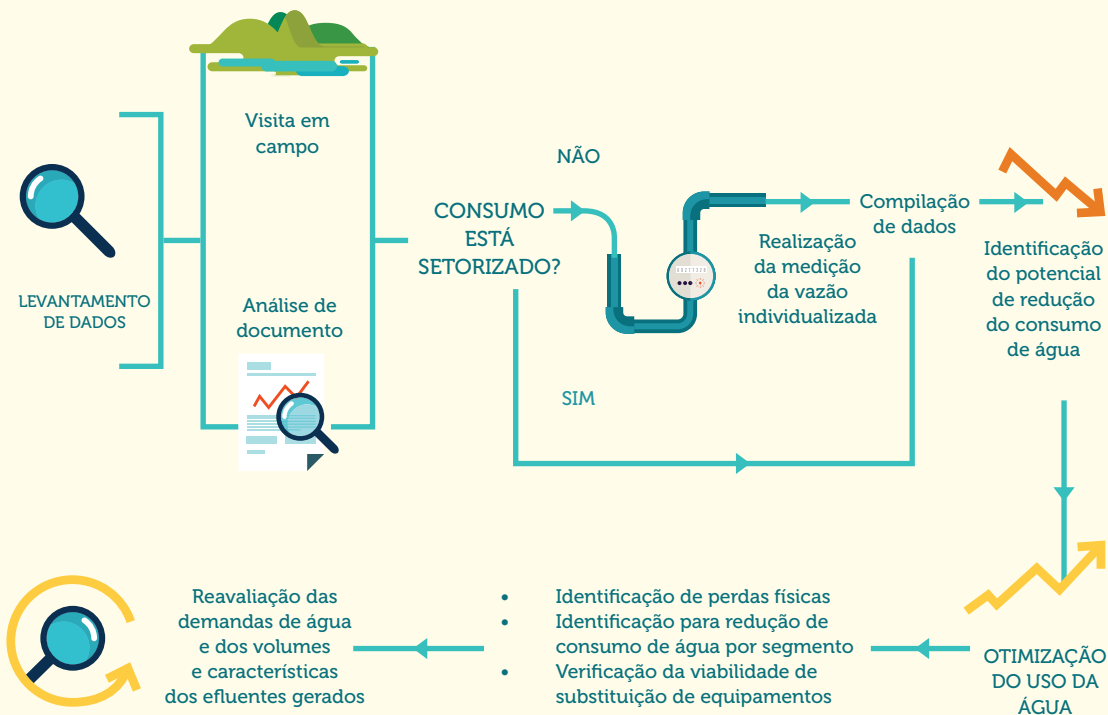 LEVANTAMENTO
DE DADOS
Visita em
campo
Análise de
documento
CONSUMO
ESTÁ
SETORIZADO?
NÃO
SIM
Realização
da medição
da vazão
individualizada
Compilação
de dados
Identificação
do potencial
de redução
do consumo
de água
OTIMIZAÇÃO
DO USO DA
ÁGUA
• Identificação de perdas físicas
• Identificação para redução de
consumo de água por segmento
• Verificação da viabilidade de
substituição de equipamentos
Reavaliação das
demandas de água
e dos volumes
e características
dos efluentes gerados